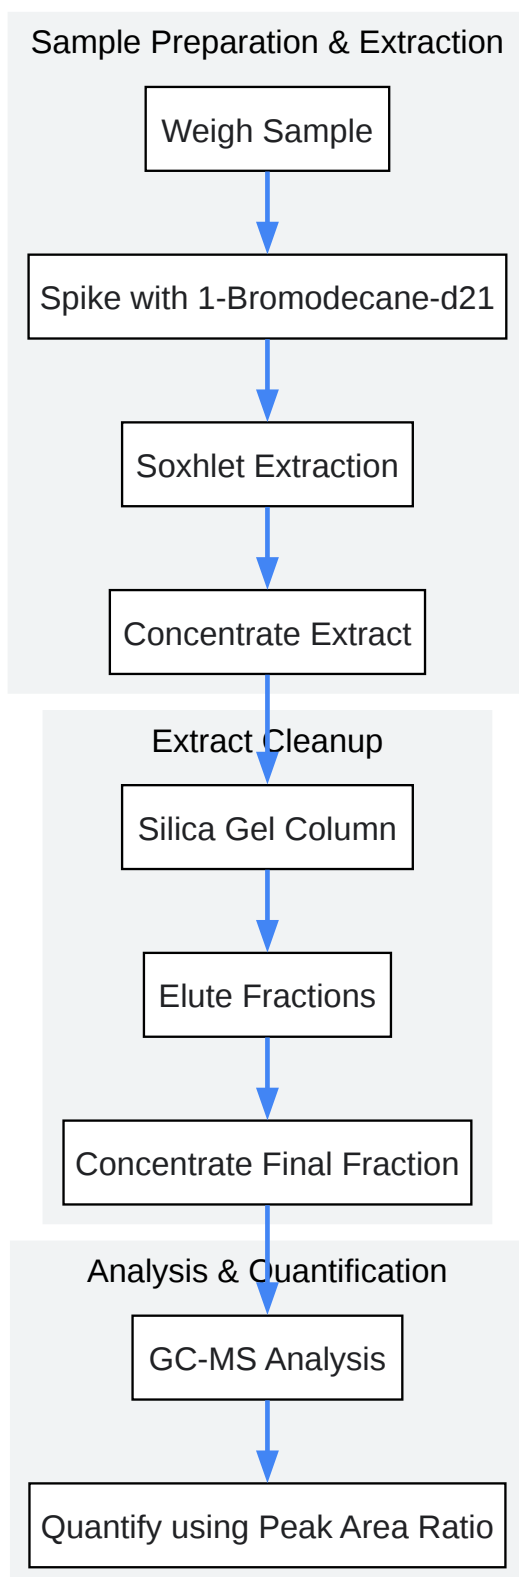 Sample Preparation & Extraction
Weigh Sample
Spike with 1-Bromodecane-d21
Soxhlet Extraction
Concentrate Extract
Extract Cleanup
Silica Gel Column
Elute Fractions
Concentrate Final Fraction
Analysis & Quantification
GC-MS Analysis
Quantify using Peak Area Ratio